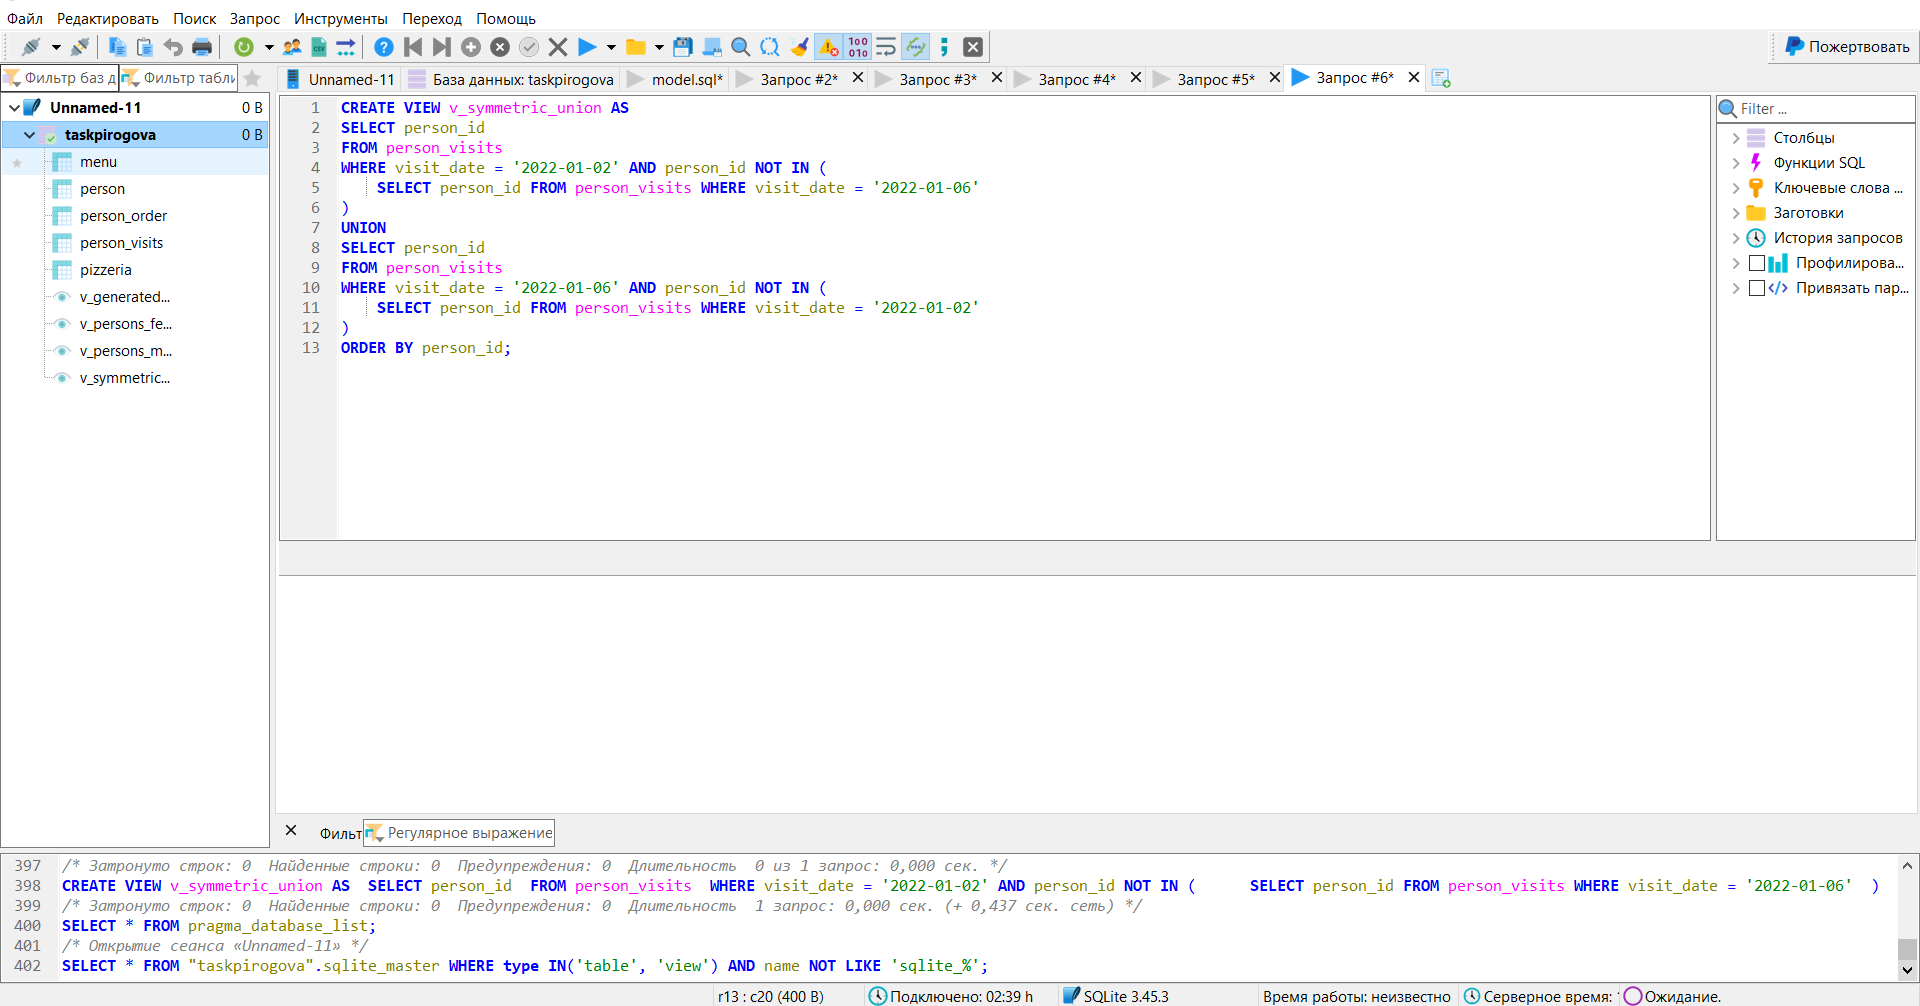 Файл Редактировать Поиск Запрос Инструменты Переход Помощь
Пожертвовать
Фильтр баз д Фильтр табли
Unnamed-11 База данных: taskpirogova model.sql* Запрос #2* Запрос #3* Запрос #4* Запрос #5* Запрос #6*
Unnamed-11 0 B
taskpirogova 0 B
menu
person
person_order
person_visits
pizzeria
v_generated...
v_persons_fe...
v_persons_m...
v_symmetric...
1 CREATE VIEW v_symmetric_union AS
2 SELECT person_id
3 FROM person_visits
4 WHERE visit_date = '2022-01-02' AND person_id NOT IN (
5 SELECT person_id FROM person_visits WHERE visit_date = '2022-01-06'
6 )
7 UNION
8 SELECT person_id
9 FROM person_visits
10 WHERE visit_date = '2022-01-06' AND person_id NOT IN (
11 SELECT person_id FROM person_visits WHERE visit_date = '2022-01-02'
12 )
13 ORDER BY person_id;
Filter ...
Столбцы
Функции SQL
Ключевые слова ...
Заготовки
История запросов
Профилирова...
Привязать пар...
Фильт Регулярное выражение
397 /* Затронуто строк: 0 Найденные строки: 0 Предупреждения: 0 Длительность 0 из 1 запрос: 0,000 сек. */
398 CREATE VIEW v_symmetric_union AS SELECT person_id FROM person_visits WHERE visit_date = '2022-01-02' AND person_id NOT IN ( SELECT person_id FROM person_visits WHERE visit_date = '2022-01-06' )
399 /* Затронуто строк: 0 Найденные строки: 0 Предупреждения: 0 Длительность 1 запрос: 0,000 сек. (+ 0,437 сек. сеть) */
400 SELECT * FROM pragma_database_list;
401 /* Открытие сеанса «Unnamed-11» */
402 SELECT * FROM "taskpirogova".sqlite_master WHERE type IN('table', 'view') AND name NOT LIKE 'sqlite_%';
r13 : c20 (400 B) Подключено: 02:39 h SQLite 3.45.3 Время работы: неизвестно Серверное время: Ожидание.